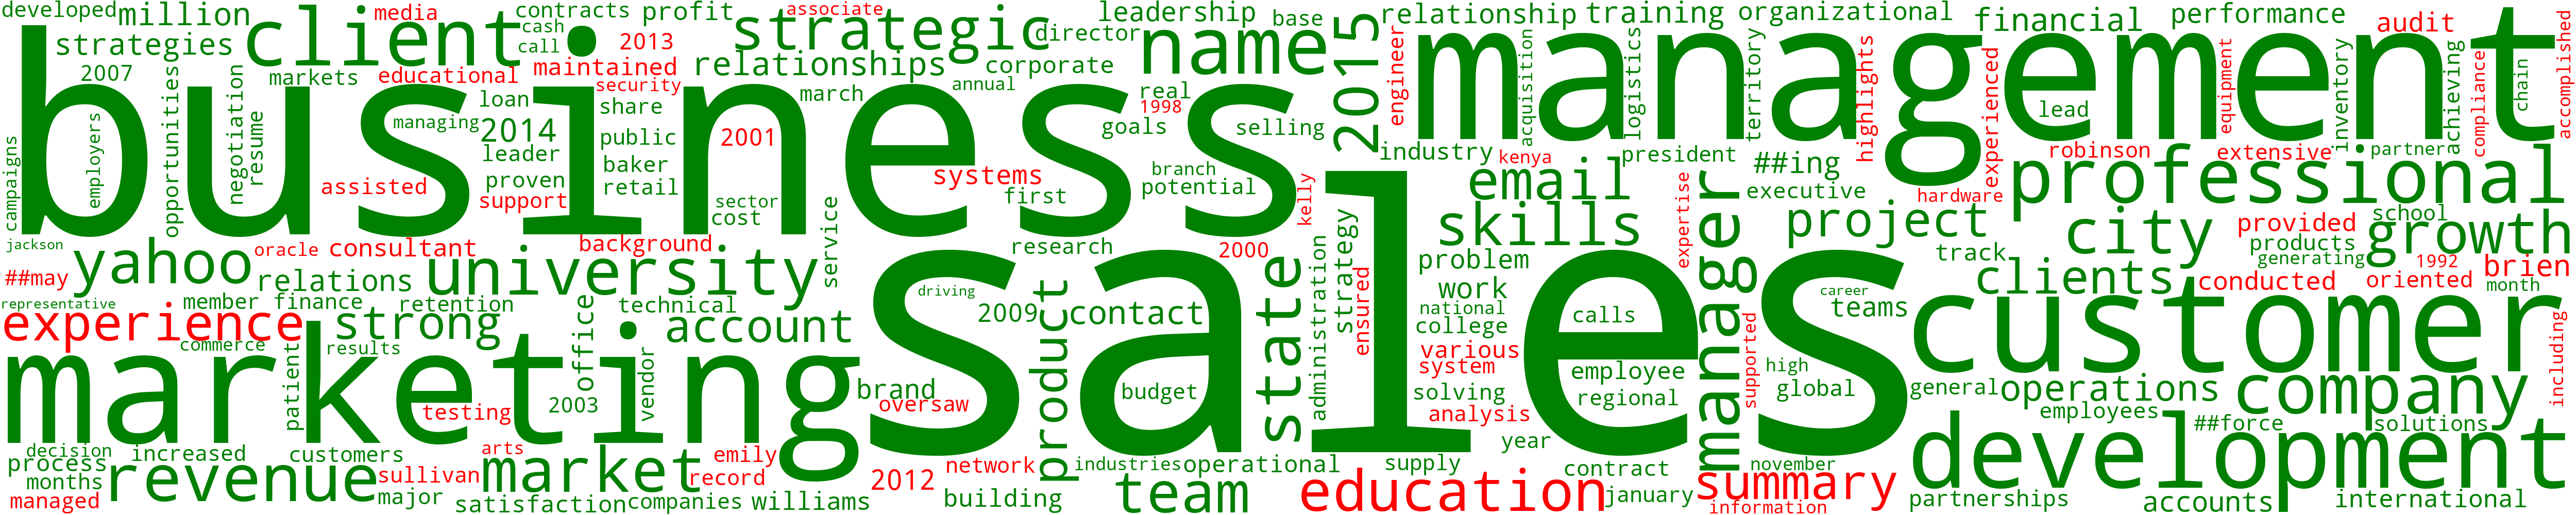 developed
million
client
media
contracts
profit
cash
call
associate
strategic
leadership
director
base
name
2015
relationship
training
organizational
financial
performance
audit
strategies
2013
2007
opportunities
negotiation
markets
educational
maintained
relationships
corporate
management
business
security
loan
share
march
annual
real
1998
engineer
acquisition
logistics
territory
highlights
experienced
lead
equipment
inventory
achieving
compliance
chain
accomplished
resume
managing
2014
public
2001
goals
selling
campaigns
employers
leader
baker
industry
kenya
president
##ing
robinson
extensive
partner
assisted
proven
retail
support
systems
first
branch
potential
email
executive
hardware
professional
sector
cost
service
kelly
skills
expertise
manager
project
city
provided
school
growth
jackson
yahoo
oracle
consultant
background
research
2000
strategy
administration
problem
track
products
generating
1992
brien
##may
relations
university
state
work
clients
conducted
oriented
month
representative
member
finance
retention
technical
driving
2009
product
contact
sales
national
college
calls
career
teams
customer
experience
strong
account
ensured
various
commerce
results
patient
office
vendor
marketing
brand
budget
system
employee
supported
high
global
general
operations
company
including
testing
2003
oversaw
solving
analysis
regional
employees
##force
solutions
decision
increased
customers
arts
market
emily
year
development
process
months
revenue
sullivan
record
2012
network
industries
operational
supply
contract
november
summary
managed
major
satisfaction
companies
williams
building
team
education
january
information
partnerships
accounts
international